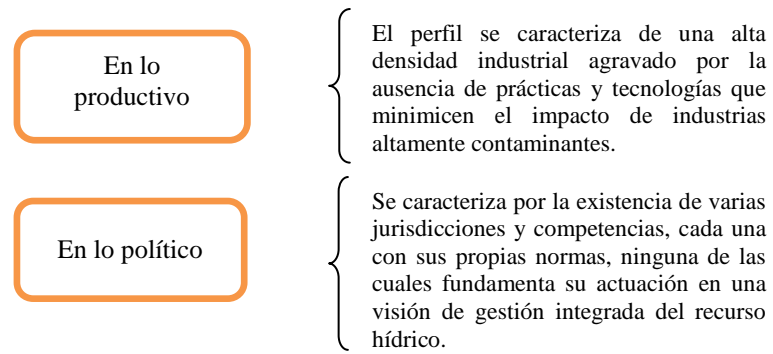 En lo
productivo
El perfil se caracteriza de una alta
densidad industrial agravado por la
ausencia de prácticas y tecnologías que
minimicen el impacto de industrias
altamente contaminantes.
En lo político
Se caracteriza por la existencia de varias
jurisdicciones y competencias, cada una
con sus propias normas, ninguna de las
cuales fundamenta su actuación en una
visión de gestión integrada del recurso
hídrico.